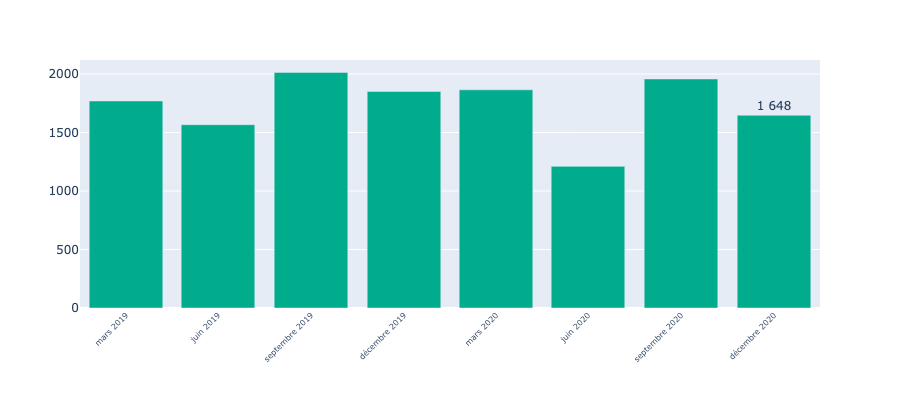 2000
1500
1000
500
0
1 648
mars 2019
juin 2019
septembre 2019
décembre 2019
mars 2020
juin 2020
septembre 2020
décembre 2020